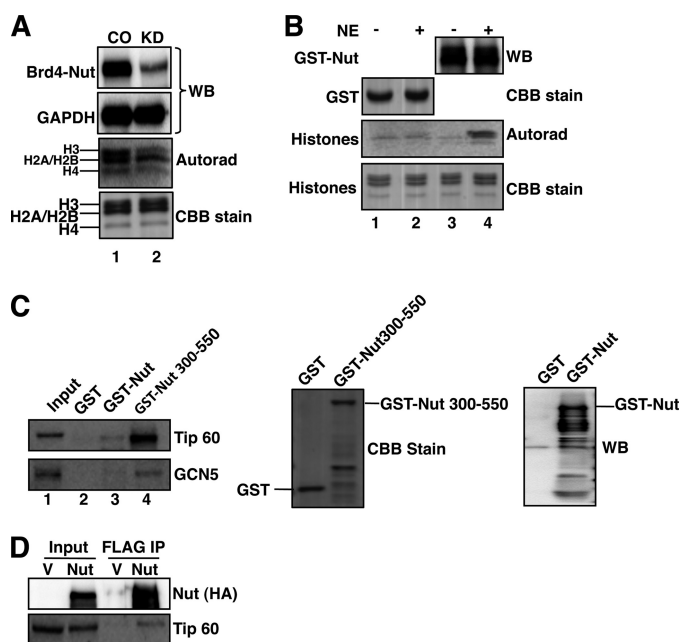 A
CO KD
Brd4-Nut
GAPDH
WB
H3
H2A/H2B
H4
Autorad
H3
H2A/H2B
H4
CBB stain
1 2
B
NE - + - +
GST-Nut
WB
GST
CBB stain
Histones
Autorad
Histones
CBB stain
1 2 3 4
C
Input
GST
GST-Nut
GST-Nut 300-550
Tip 60
GCN5
1 2 3 4
GST
GST-Nut300-550
GST-Nut 300-550
CBB Stain
GST
GST
GST-Nut
GST-Nut
WB
D
Input FLAG IP
V Nut V Nut
Nut (HA)
Tip 60